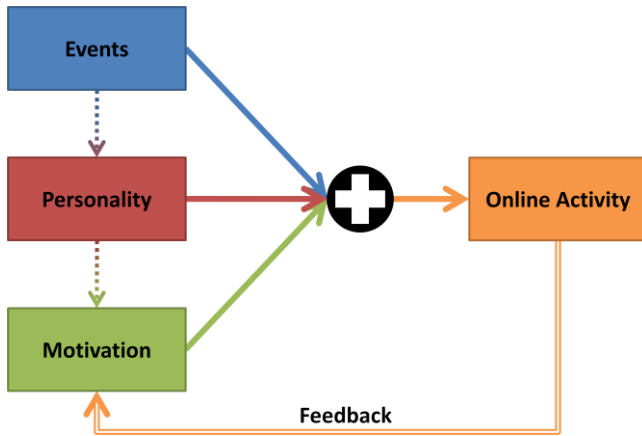 Events
Personality
Online Activity
Motivation
Feedback